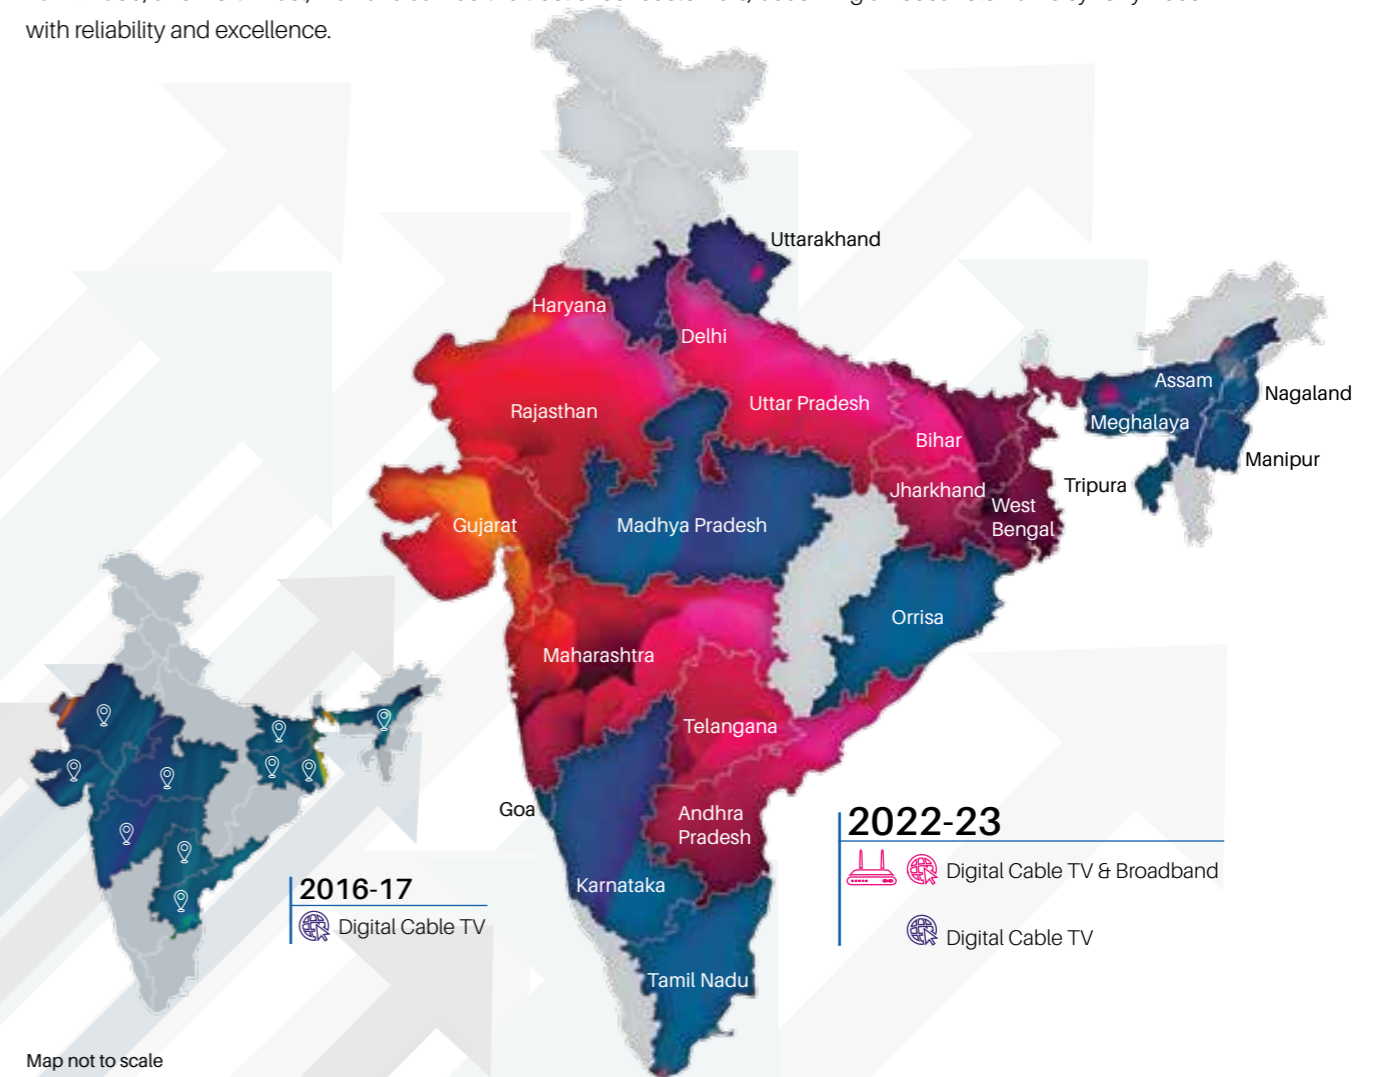 with reliability and excellence.
Uttarakhand
Haryana
Delhi
Assam
Nagaland
Rajasthan
Uttar Pradesh
Meghalaya
Bihar
Manipur
Tripura
Jharkhand
West
Bengal
Gujarat
Madhya Pradesh
Orrisa
Maharashtra
Telangana
Goa
Andhra
Pradesh
Karnataka
Tamil Nadu
2022-23
Digital Cable TV & Broadband
Digital Cable TV
2016-17
Digital Cable TV
Map not to scale